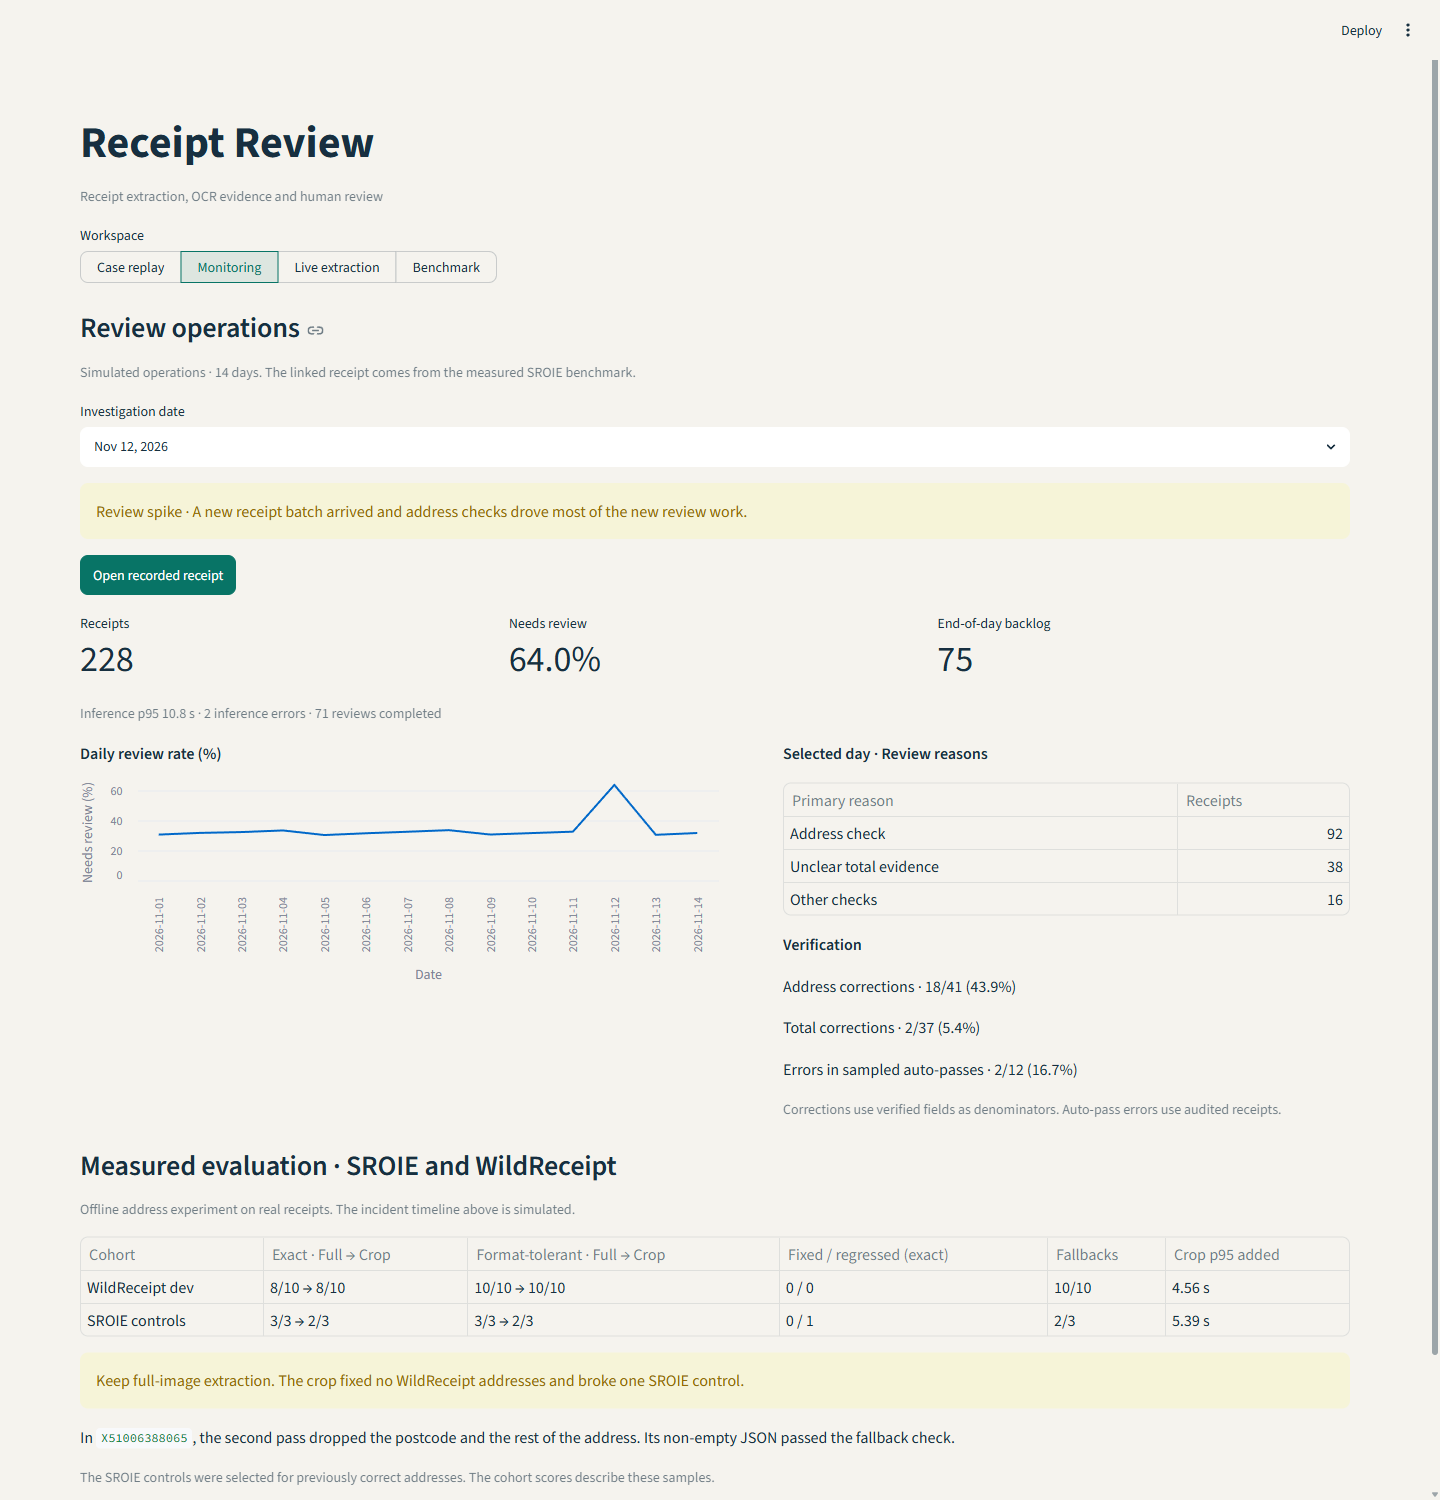 Deploy
Receipt Review
Receipt extraction, OCR evidence and human review
Workspace
Case replay
Monitoring
Live extraction
Benchmark
Review operations
Simulated operations · 14 days. The linked receipt comes from the measured SROIE benchmark.
Investigation date
Nov 12, 2026
Review spike · A new receipt batch arrived and address checks drove most of the new review work.
Open recorded receipt
Receipts
228
Needs review
64.0%
End-of-day backlog
75
Inference p95 10.8 s · 2 inference errors · 71 reviews completed
Daily review rate (%)
Needs review (%)
60
40
20
0
2026-11-01
2026-11-02
2026-11-03
2026-11-04
2026-11-05
2026-11-06
2026-11-07
2026-11-08
2026-11-09
2026-11-10
2026-11-11
2026-11-12
2026-11-13
2026-11-14
Date
Selected day · Review reasons
Primary reason Receipts
Address check 92
Unclear total evidence 38
Other checks 16
Verification
Address corrections · 18/41 (43.9%)
Total corrections · 2/37 (5.4%)
Errors in sampled auto-passes · 2/12 (16.7%)
Corrections use verified fields as denominators. Auto-pass errors use audited receipts.
Measured evaluation · SROIE and WildReceipt
Offline address experiment on real receipts. The incident timeline above is simulated.
Cohort Exact · Full → Crop Format-tolerant · Full → Crop Fixed / regressed (exact) Fallbacks Crop p95 added
WildReceipt dev 8/10 → 8/10 10/10 → 10/10 0 / 0 10/10 4.56 s
SROIE controls 3/3 → 2/3 3/3 → 2/3 0 / 1 2/3 5.39 s
Keep full-image extraction. The crop fixed no WildReceipt addresses and broke one SROIE control.
In X51006388065, the second pass dropped the postcode and the rest of the address. Its non-empty JSON passed the fallback check.
The SROIE controls were selected for previously correct addresses. The cohort scores describe these samples.